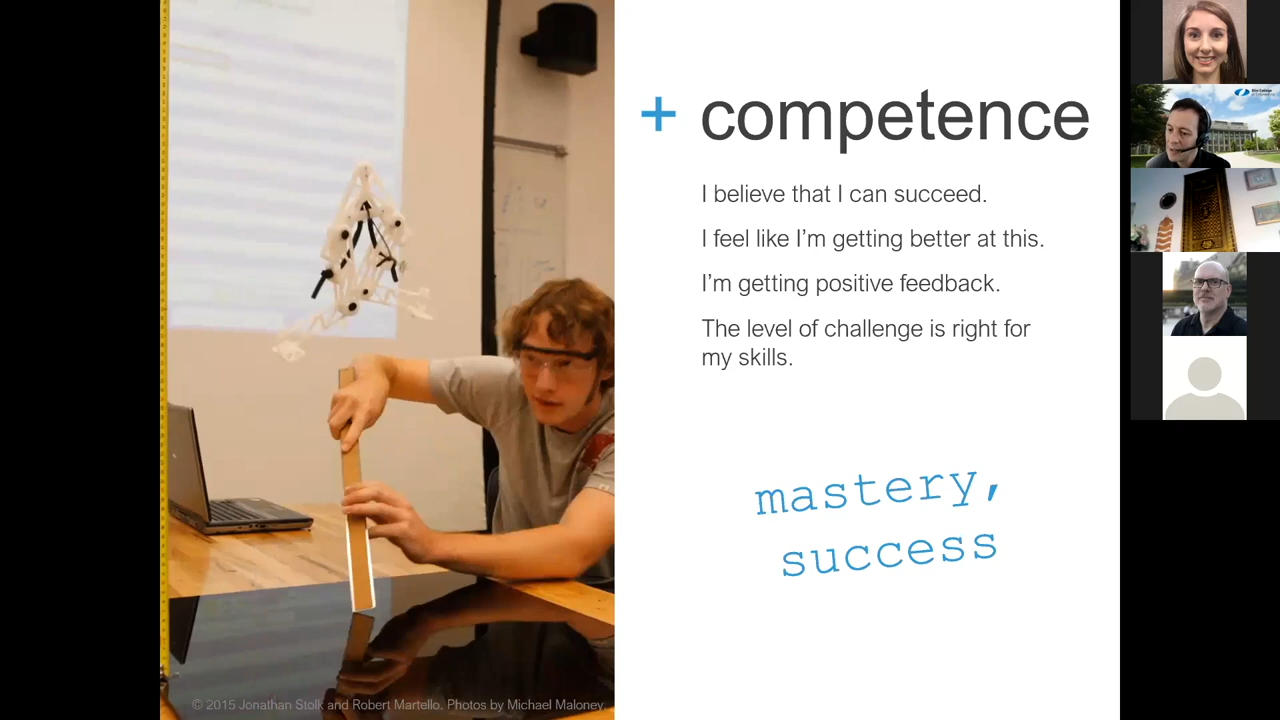 + competence
I believe that I can succeed.
I feel like I'm getting better at this.
I'm getting positive feedback.
The level of challenge is right for
my skills.
mastery,
success
© 2015 Jonathan Stolk and Robert Martello. Photos by Michael Maloney.